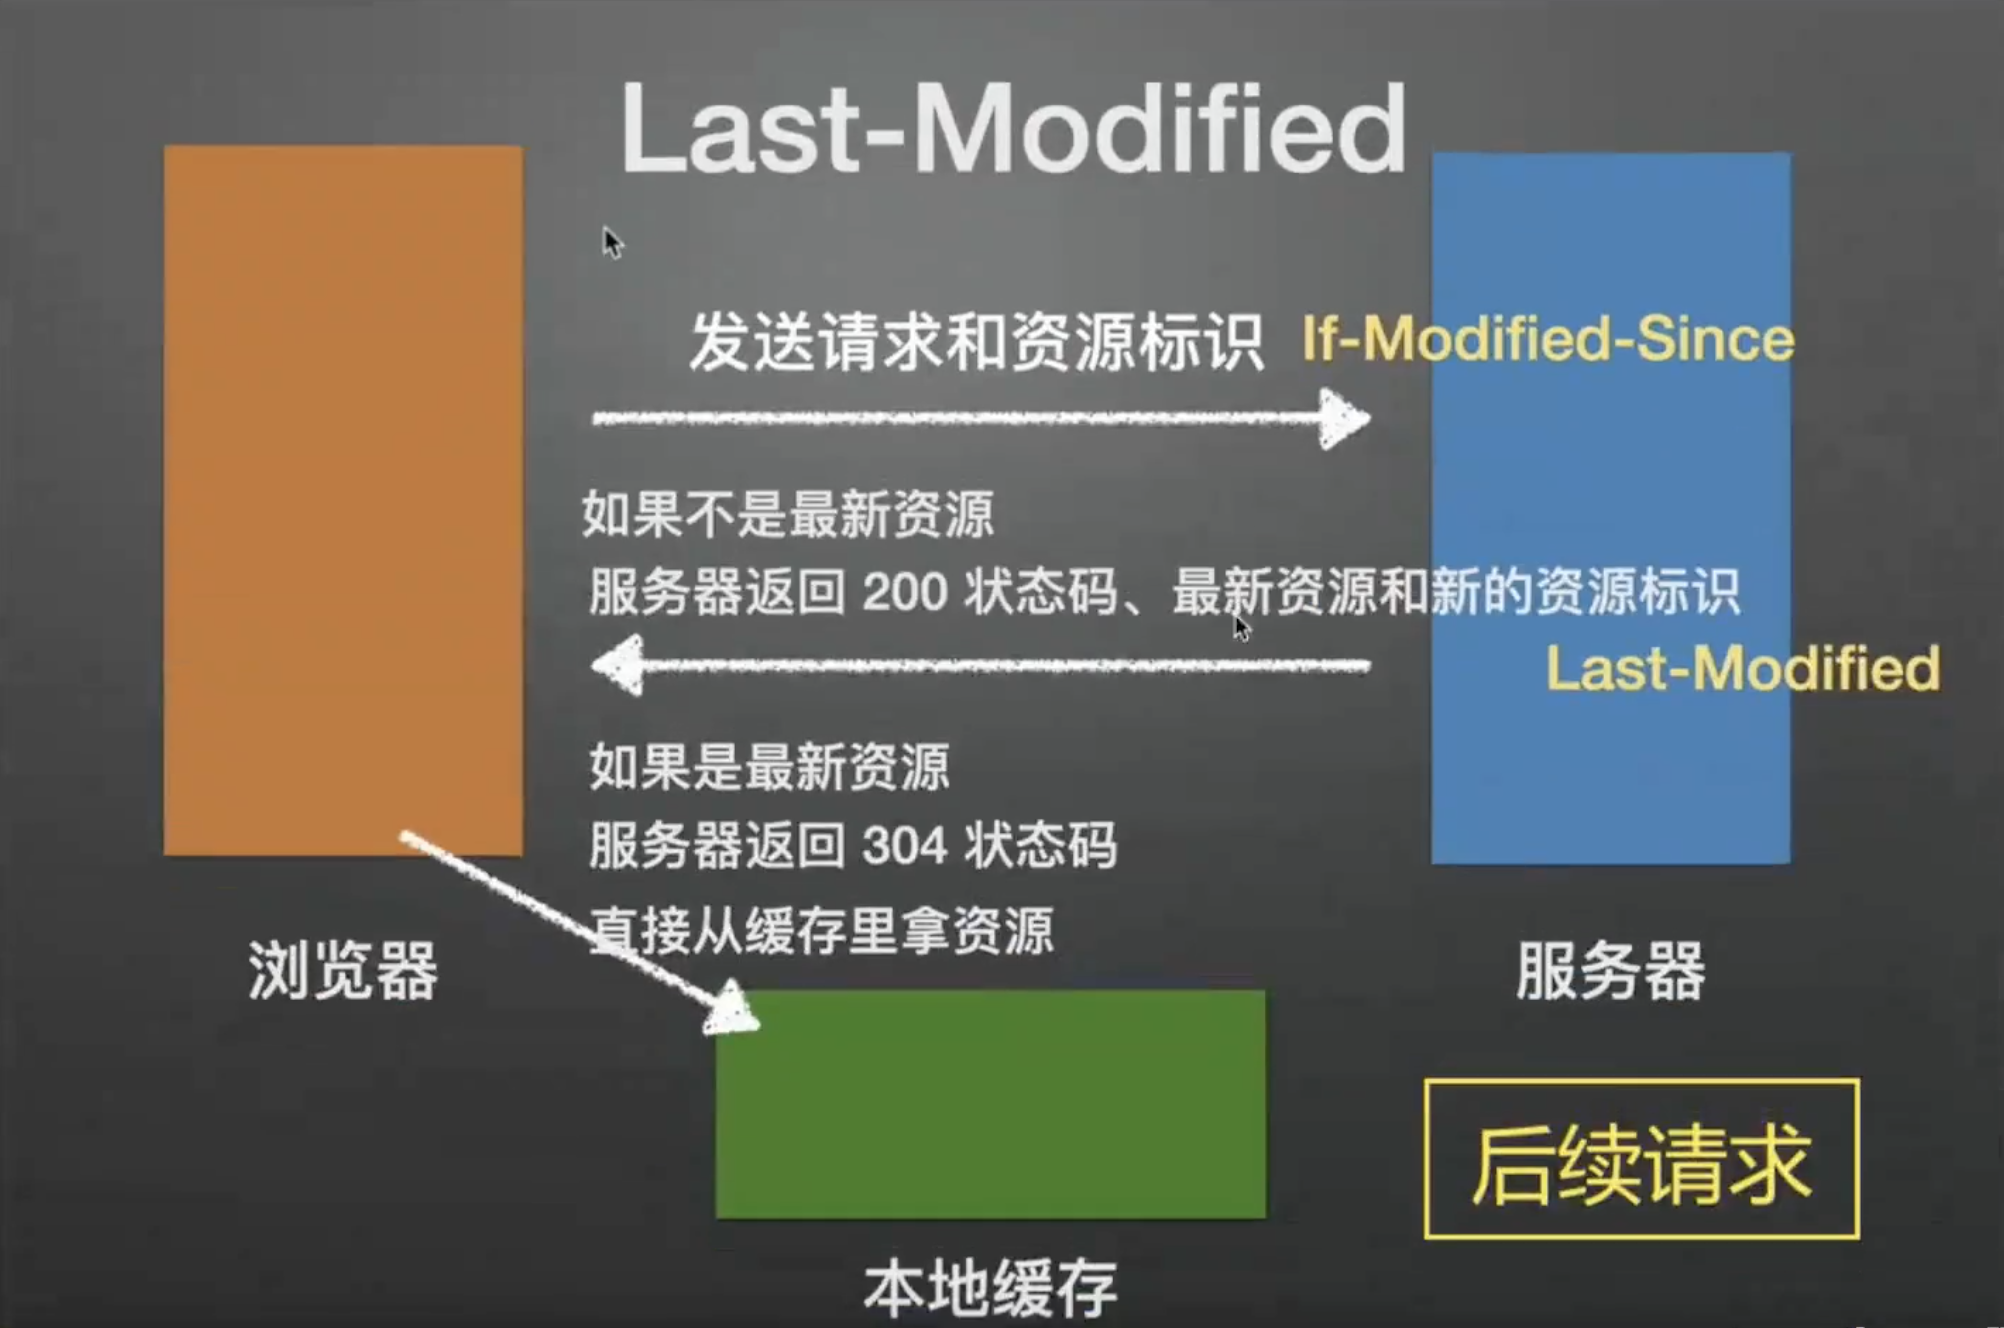 Last-Modified
发送请求和资源标识 If-Modified-Since
如果不是最新资源
服务器返回 200 状态码、最新资源和新的资源标识
Last-Modified
如果是最新资源
服务器返回 304 状态码
直接从缓存里拿资源
浏览器
服务器
后续请求
本地缓存